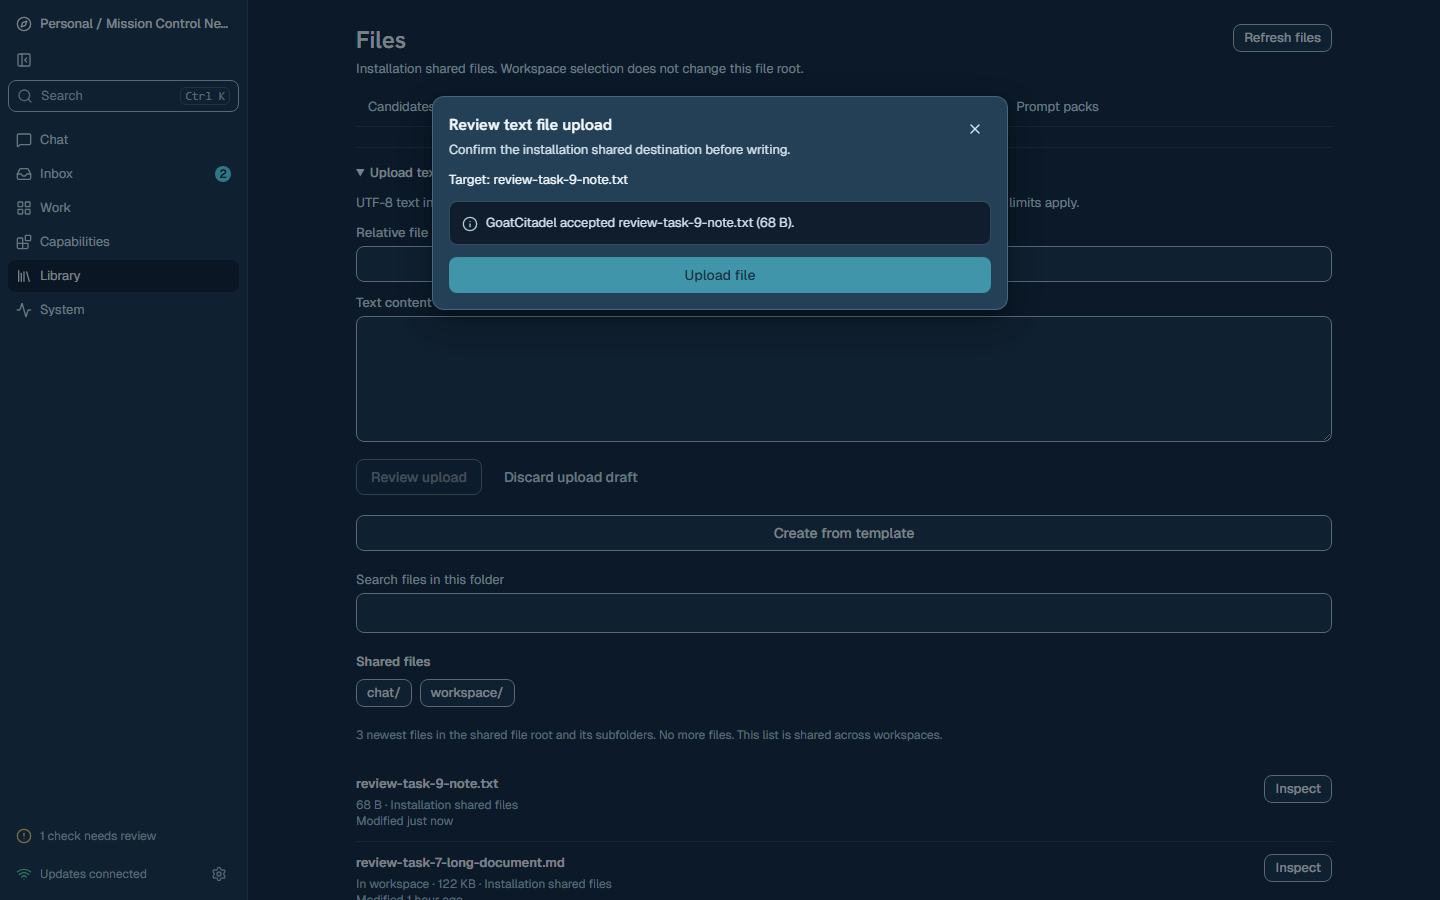 Personal / Mission Control Ne...
Search
Ctrl K
Chat
Inbox
2
Work
Capabilities
Library
System
1 check needs review
Updates connected
Files
Refresh files
Installation shared files. Workspace selection does not change this file root.
Candidates
Prompt packs
Review text file upload
Confirm the installation shared destination before writing.
Target: review-task-9-note.txt
GoatCitadel accepted review-task-9-note.txt (68 B).
Upload file
Upload
UTF-8 text in
limits apply.
Relative file
Text content
Review upload
Discard upload draft
Create from template
Search files in this folder
Shared files
chat/
workspace/
3 newest files in the shared file root and its subfolders. No more files. This list is shared across workspaces.
review-task-9-note.txt
68 B · Installation shared files
Modified just now
Inspect
review-task-7-long-document.md
In workspace · 122 KB · Installation shared files
Modified 1 hour ago
Inspect